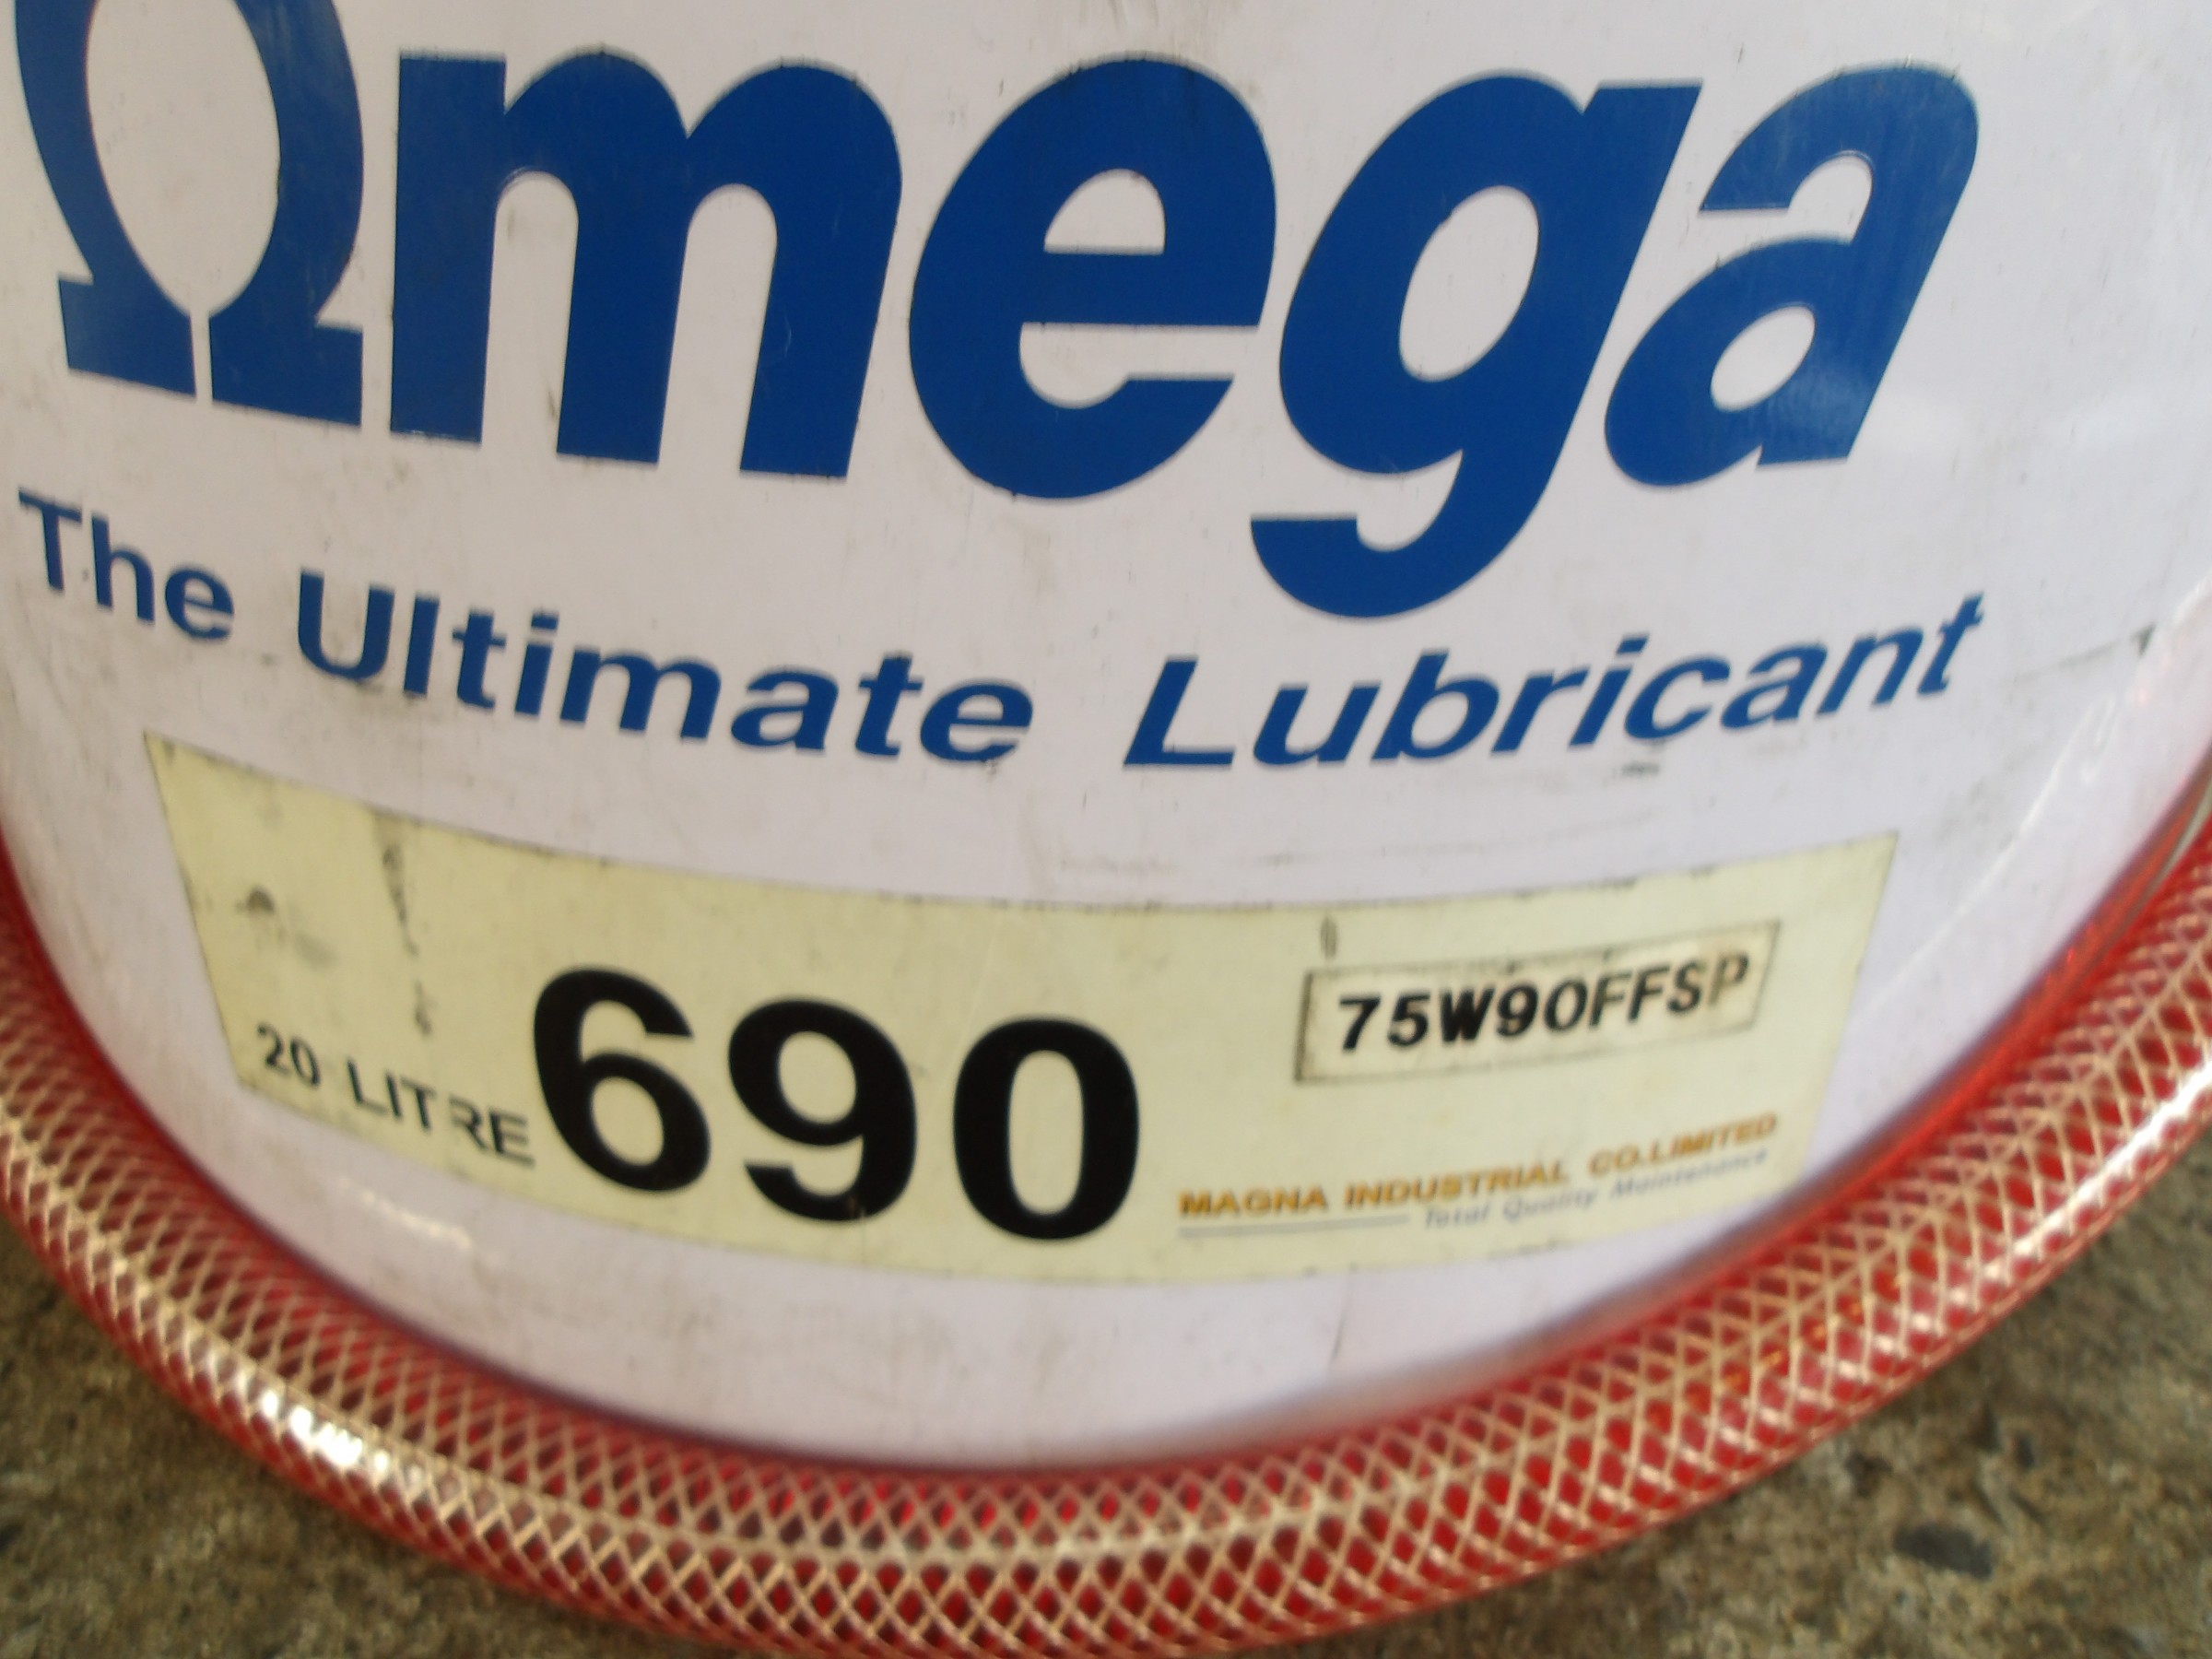 Ωmega
The Ultimate Lubricant
20 LITRE
690
75W90FFSP
MAGNA INDUSTRIAL CO.LIMITED
Total Quality Maintenance